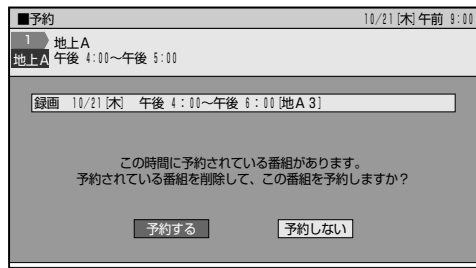 ■予約 10/21[木]午前 9:00
1 地上A
地上A 午後 4:00～午後 5:00
録画 10/21[木] 午後 4:00～午後 6:00[地A 3]
この時間に予約されている番組があります。
予約されている番組を削除して、この番組を予約しますか？
予約する 予約しない